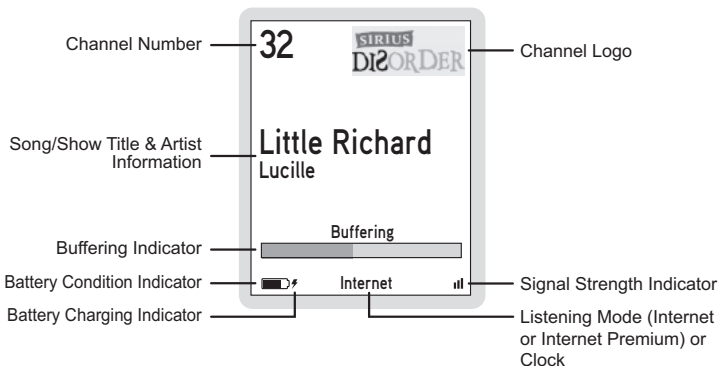 Channel Number
32
SIRIUS
DISORDER
Channel Logo
Song/Show Title & Artist
Information
Little Richard
Lucille
Buffering
Buffering Indicator
Battery Condition Indicator
Internet
Signal Strength Indicator
Battery Charging Indicator
Listening Mode (Internet
or Internet Premium) or
Clock